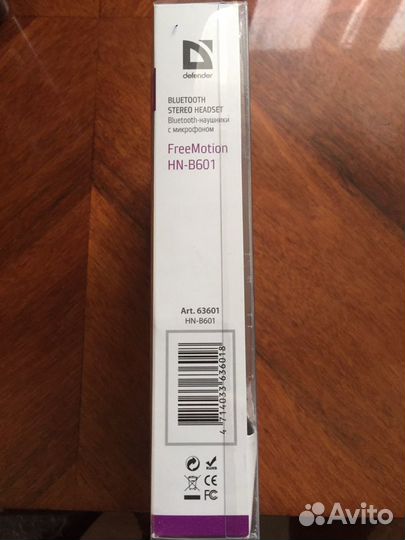 defender
BLUETOOTH
STEREO HEADSET
Bluetooth-наушники
с микрофоном
FreeMotion
HN-B601
Art. 63601
HN-B601
4 714033 636018
CE FC
Avito